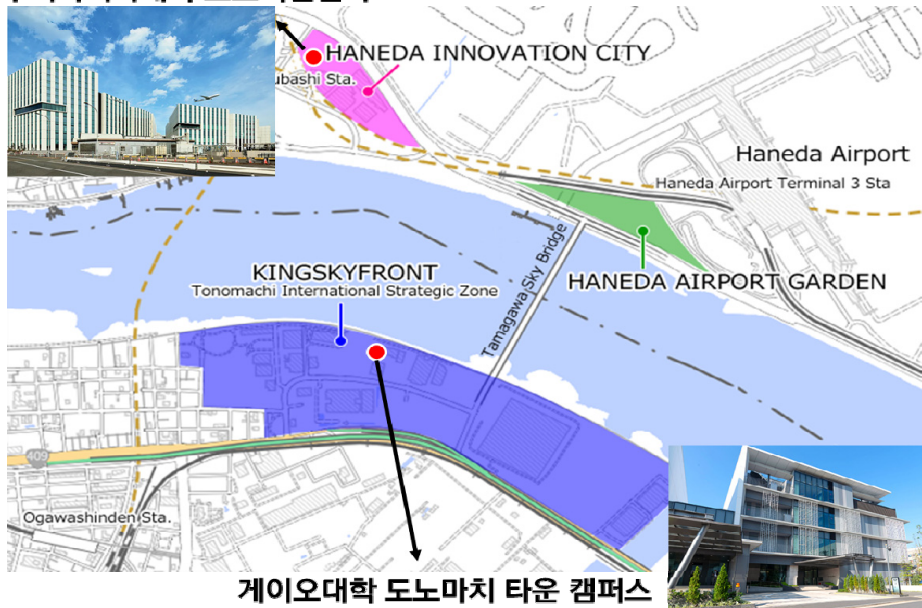 HANEDA INNOVATION CITY
ubashi Sta.
Haneda Airport
Haneda Airport Terminal 3 Sta
KINGSKYFRONT
Tonomachi International Strategic Zone
Tamagawa Sky Bridge
HANEDA AIRPORT GARDEN
409
Ogawashinden Sta.
게이오대학 도노마치 타운 캠퍼스